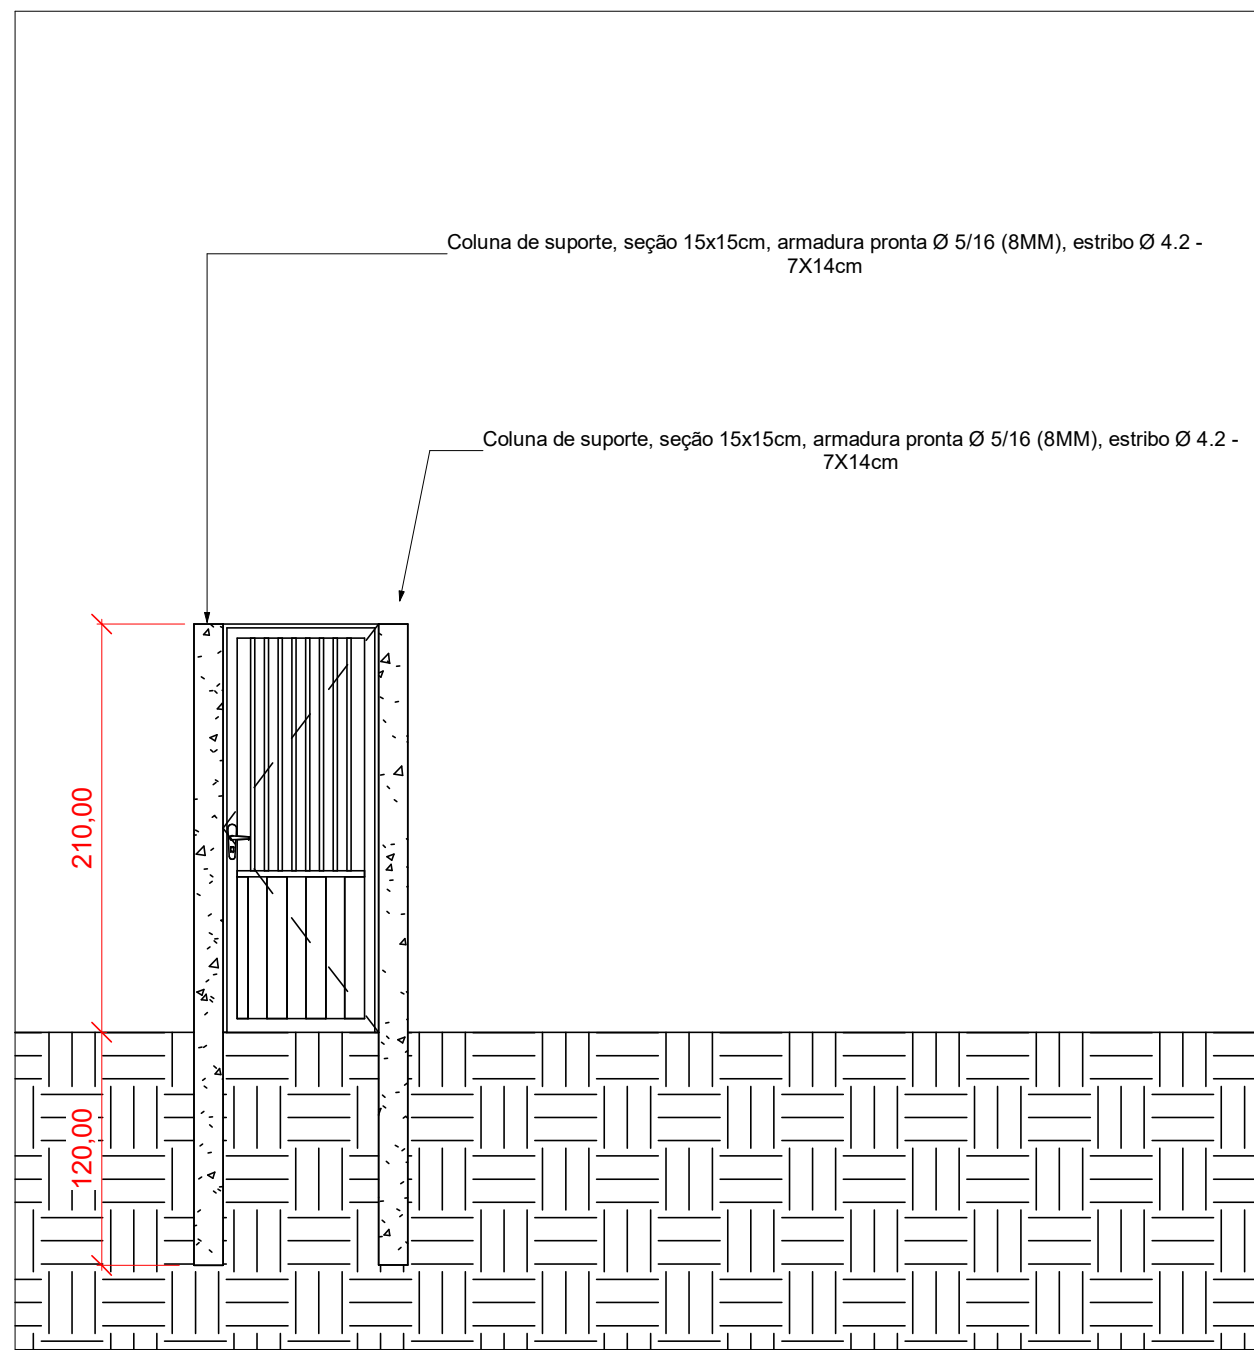 Coluna de suporte, seção 15x15cm, armadura pronta Ø 5/16 (8MM), estribo Ø 4.2 -
7X14cm
Coluna de suporte, seção 15x15cm, armadura pronta Ø 5/16 (8MM), estribo Ø 4.2 -
7X14cm
210,00
120,00